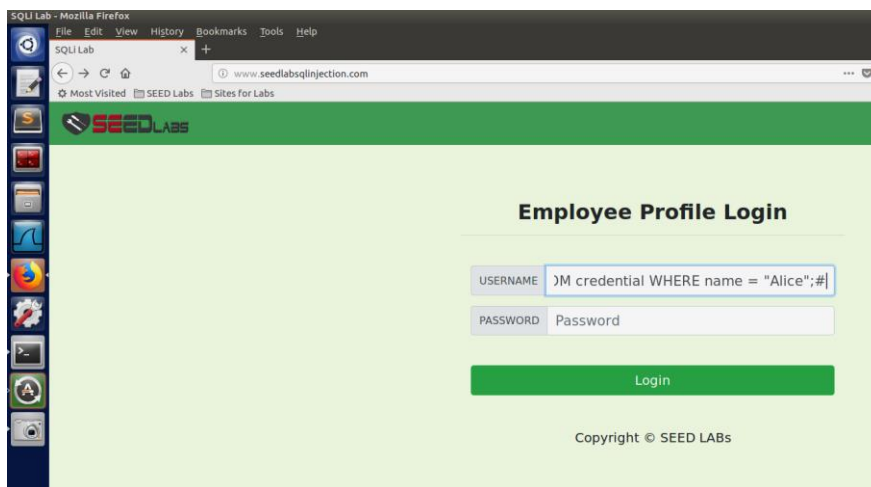 SQLi Lab - Mozilla Firefox
File Edit View History Bookmarks Tools Help
SQLi Lab × +
www.seedlabsqlinjection.com
Most Visited SEED Labs Sites for Labs
SEEDLABS
Employee Profile Login
USERNAME OM credential WHERE name = "Alice";#
PASSWORD Password
Login
Copyright © SEED LABs